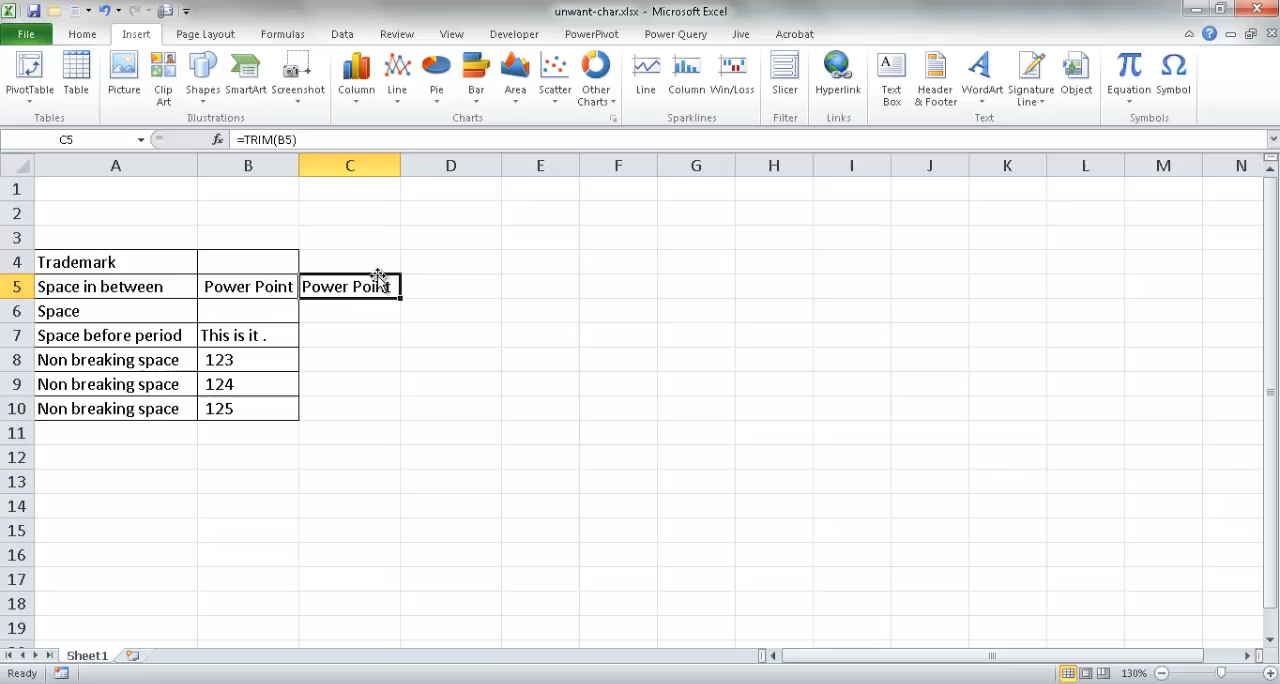 unwant-char.xlsx - Microsoft Excel
File Home Insert Page Layout Formulas Data Review View Developer PowerPivot Power Query Jive Acrobat
PivotTable Table Picture Clip Art Shapes SmartArt Screenshot Column Line Pie Bar Area Scatter Other Charts Line Column Win/Loss Slicer Hyperlink Text Box Header & Footer WordArt Signature Line Object Equation Symbol
Tables Illustrations Charts Sparklines Filter Links Text Symbols
C5 fx =TRIM(B5)
A B C D E F G H I J K L M N
1
2
3
4 Trademark
5 Space in between Power Point Power Point
6 Space
7 Space before period This is it .
8 Non breaking space 123
9 Non breaking space 124
10 Non breaking space 125
11
12
13
14
15
16
17
18
19
Sheet1
Ready 130%